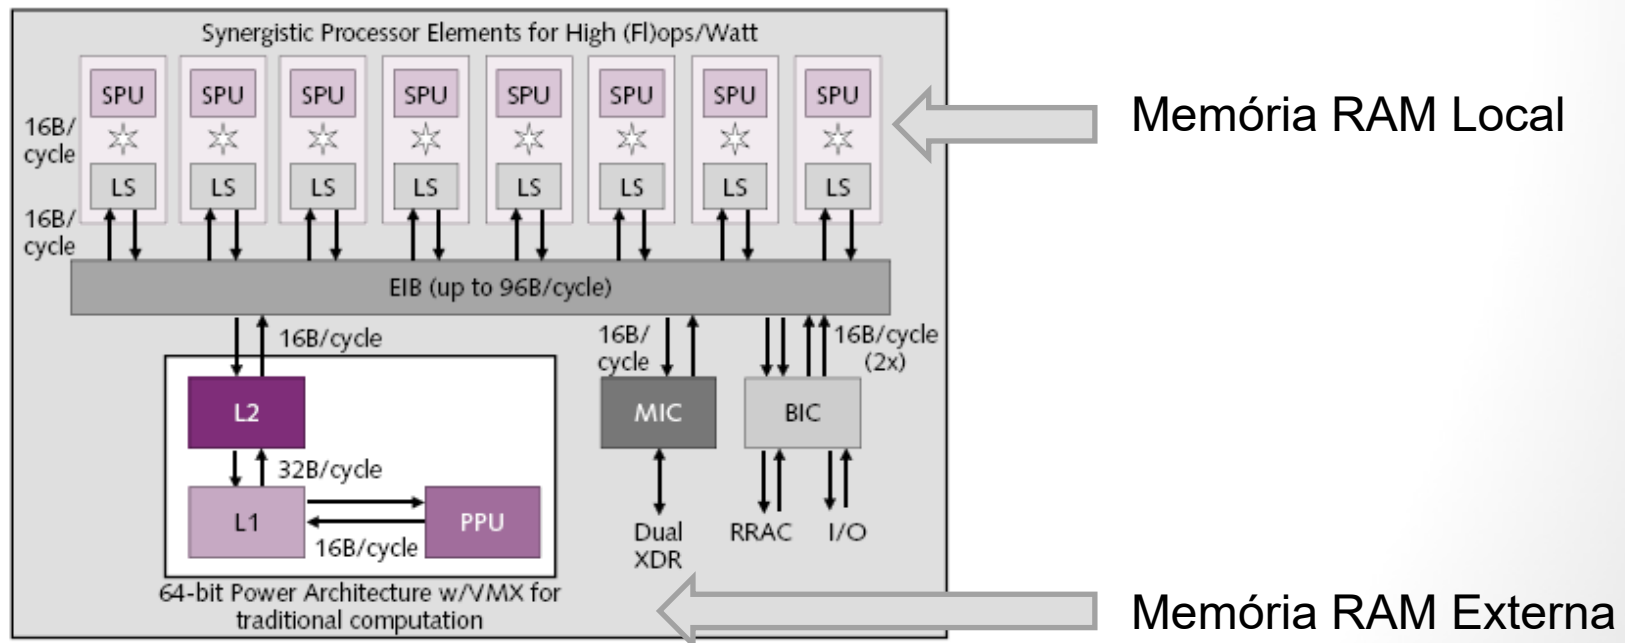 Synergistic Processor Elements for High (Fl)ops/Watt
SPU SPU SPU SPU SPU SPU SPU SPU
16B/
cycle
LS LS LS LS LS LS LS LS
16B/
cycle
EIB (up to 96B/cycle)
16B/cycle
16B/
cycle
16B/cycle
(2x)
L2
MIC
BIC
32B/cycle
L1
PPU
16B/cycle
Dual
XDR
RRAC
I/O
64-bit Power Architecture w/VMX for
traditional computation
Memória RAM Local
Memória RAM Externa